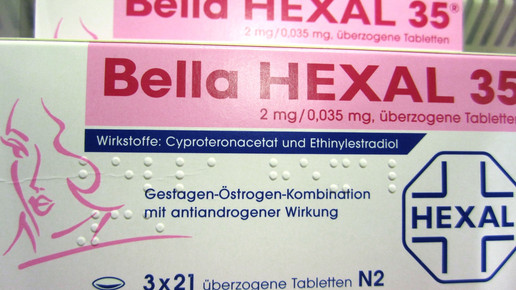 Bella HEXAL 35®
2 mg/0,035 mg, überzogene Tabletten
Bella HEXAL 35
2 mg/0,035 mg, überzogene Tabletten
Wirkstoffe: Cyproteronacetat und Ethinylestradiol
Gestagen-Östrogen-Kombination
mit antiandrogener Wirkung
HEXAL
3x21 überzogene Tabletten N2